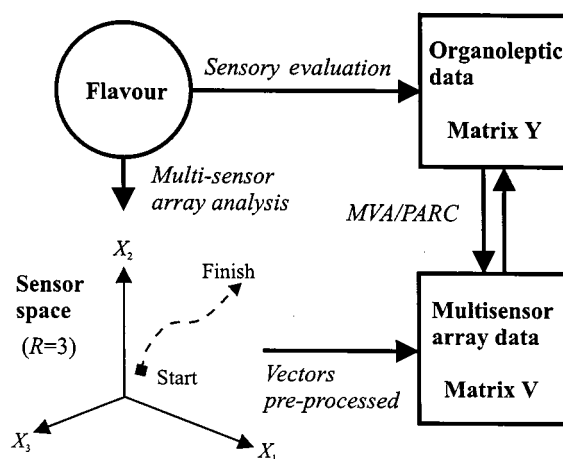 Flavour
Sensory evaluation
Organoleptic
data
Matrix Y
Multi-sensor
array analysis
MVA/PARC
Sensor
space
(R=3)
X₂
Finish
Start
X₃
X₁
Vectors
pre-processed
Multisensor
array data
Matrix V